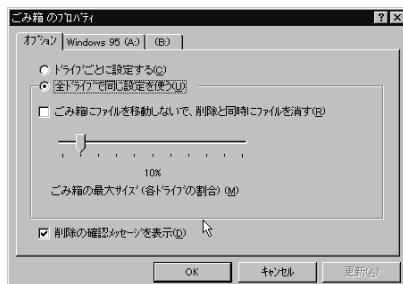 ごみ箱 のﾌﾟﾛﾊﾟﾃｨ
ｵﾌﾟｼｮﾝ Windows 95 (A:) (B:)
ﾄﾞﾗｲﾌﾞごとに設定する(C)
全ﾄﾞﾗｲﾌﾞで同じ設定を使う(U)
ごみ箱にﾌｧｲﾙを移動しないで、削除と同時にﾌｧｲﾙを消す(R)
10%
ごみ箱の最大ｻｲｽﾞ (各ﾄﾞﾗｲﾌﾞの割合) (M)
削除の確認ﾒｯｾｰｼﾞを表示(D)
OK ｷｬﾝｾﾙ 更新(A)